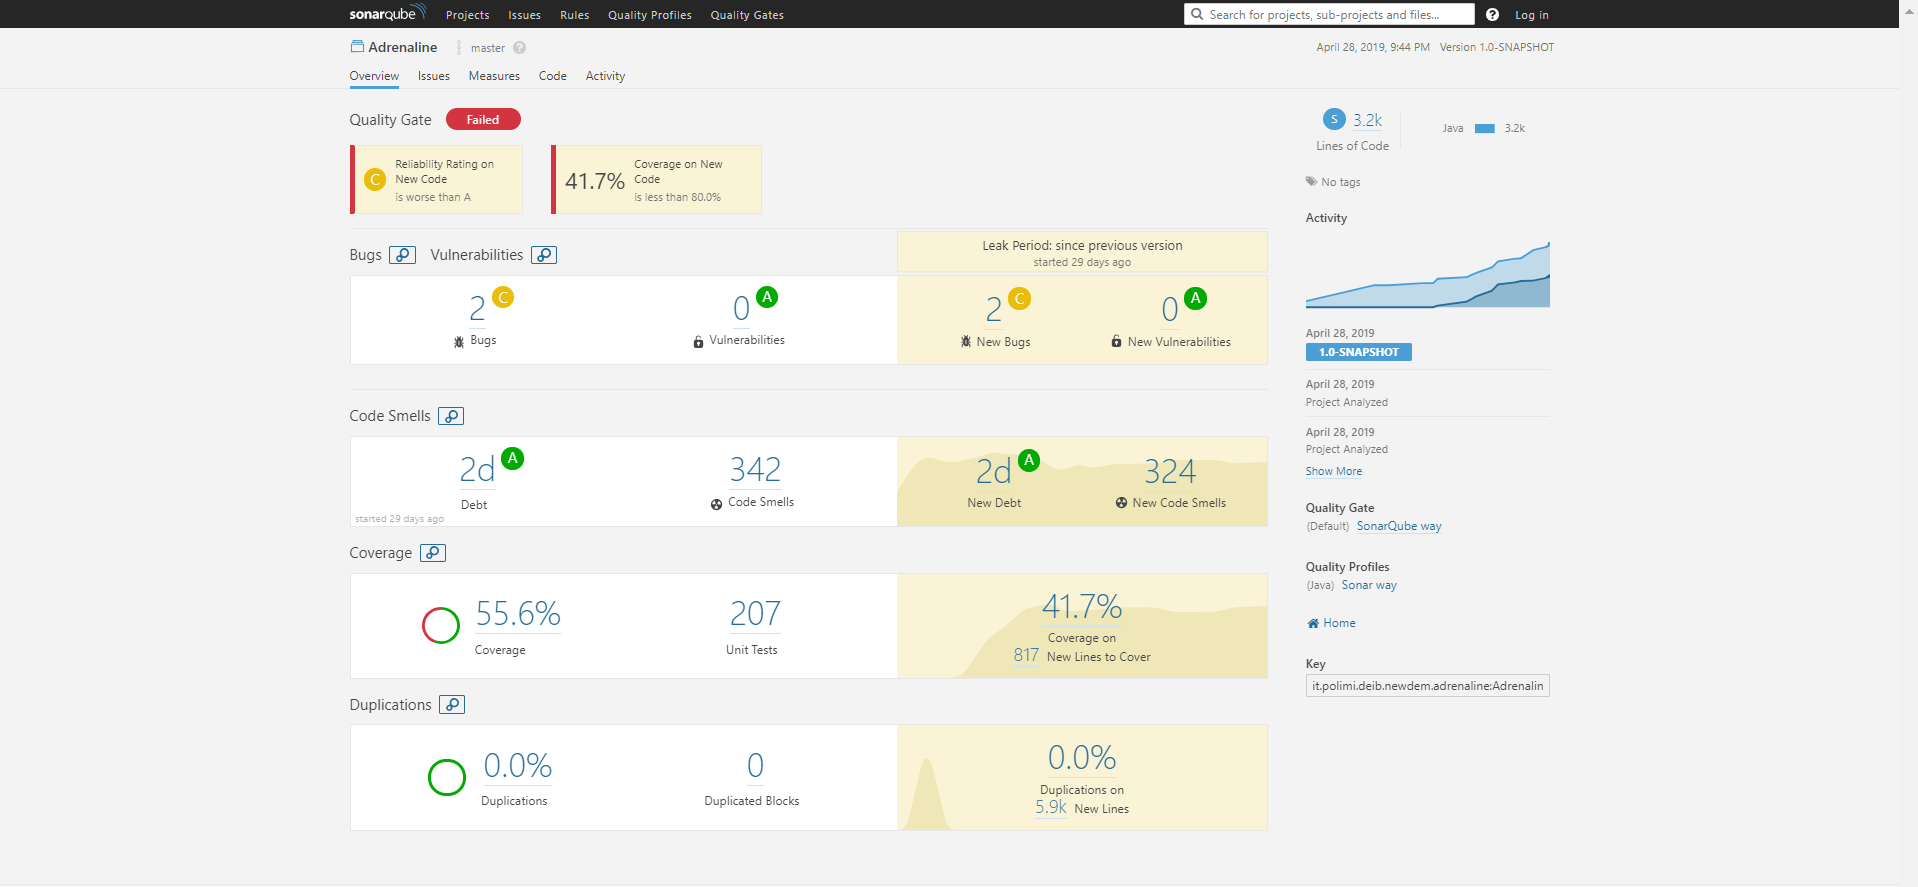 sonarqube Projects Issues Rules Quality Profiles Quality Gates Search for projects, sub-projects and files... ? Log in
Adrenaline master ? April 28, 2019, 9:44 PM Version 1.0-SNAPSHOT
Overview Issues Measures Code Activity
Quality Gate Failed
C Reliability Rating on
New Code
is worse than A
41.7% Coverage on New
Code
is less than 80.0%
Bugs Vulnerabilities
Leak Period: since previous version
started 29 days ago
2 C
Bugs
0 A
Vulnerabilities
2 C
New Bugs
0 A
New Vulnerabilities
Code Smells
2d A
Debt
started 29 days ago
342
Code Smells
2d A
New Debt
324
New Code Smells
Coverage
55.6%
Coverage
207
Unit Tests
41.7%
Coverage on
817 New Lines to Cover
Duplications
0.0%
Duplications
0
Duplicated Blocks
0.0%
Duplications on
5.9k New Lines
S 3.2k
Lines of Code
Java 3.2k
No tags
Activity
April 28, 2019
1.0-SNAPSHOT
April 28, 2019
Project Analyzed
April 28, 2019
Project Analyzed
Show More
Quality Gate
(Default) SonarQube way
Quality Profiles
(Java) Sonar way
Home
Key
it.polimi.deib.newdem.adrenaline:Adrenalin